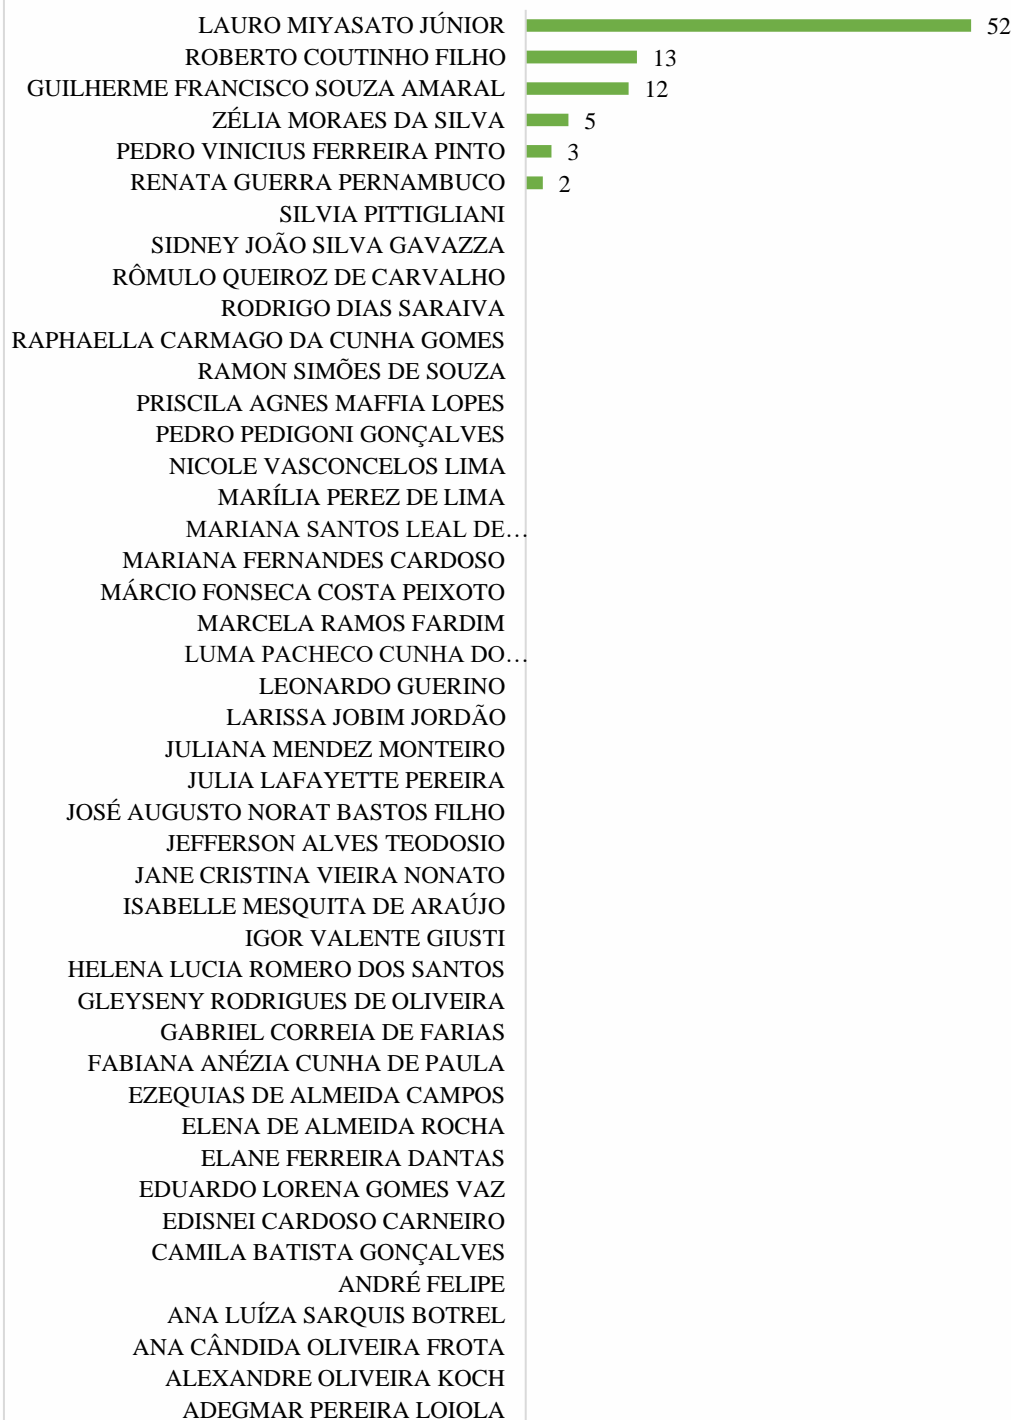 LAURO MIYASATO JÚNIOR 52
ROBERTO COUTINHO FILHO 13
GUILHERME FRANCISCO SOUZA AMARAL 12
ZÉLIA MORAES DA SILVA 5
PEDRO VINICIUS FERREIRA PINTO 3
RENATA GUERRA PERNAMBUCO 2
SILVIA PITTIGLIANI
SIDNEY JOÃO SILVA GAVAZZA
RÔMULO QUEIROZ DE CARVALHO
RODRIGO DIAS SARAIVA
RAPHAELLA CARMAGO DA CUNHA GOMES
RAMON SIMÕES DE SOUZA
PRISCILA AGNES MAFFIA LOPES
PEDRO PEDIGONI GONÇALVES
NICOLE VASCONCELOS LIMA
MARÍLIA PEREZ DE LIMA
MARIANA SANTOS LEAL DE…
MARIANA FERNANDES CARDOSO
MÁRCIO FONSECA COSTA PEIXOTO
MARCELA RAMOS FARDIM
LUMA PACHECO CUNHA DO…
LEONARDO GUERINO
LARISSA JOBIM JORDÃO
JULIANA MENDEZ MONTEIRO
JULIA LAFAYETTE PEREIRA
JOSÉ AUGUSTO NORAT BASTOS FILHO
JEFFERSON ALVES TEODOSIO
JANE CRISTINA VIEIRA NONATO
ISABELLE MESQUITA DE ARAÚJO
IGOR VALENTE GIUSTI
HELENA LUCIA ROMERO DOS SANTOS
GLEYSENY RODRIGUES DE OLIVEIRA
GABRIEL CORREIA DE FARIAS
FABIANA ANÉZIA CUNHA DE PAULA
EZEQUIAS DE ALMEIDA CAMPOS
ELENA DE ALMEIDA ROCHA
ELANE FERREIRA DANTAS
EDUARDO LORENA GOMES VAZ
EDISNEI CARDOSO CARNEIRO
CAMILA BATISTA GONÇALVES
ANDRÉ FELIPE
ANA LUÍZA SARQUIS BOTREL
ANA CÂNDIDA OLIVEIRA FROTA
ALEXANDRE OLIVEIRA KOCH
ADEGMAR PEREIRA LOIOLA